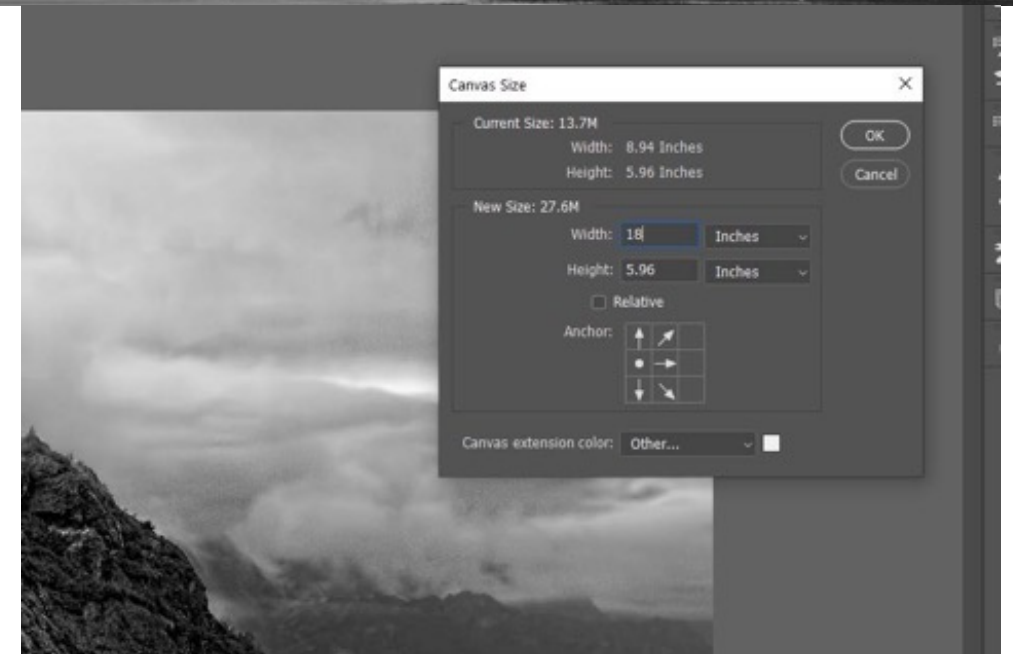 Canvas Size
Current Size: 13.7M
Width: 8.94 Inches
Height: 5.96 Inches
OK
Cancel
New Size: 27.6M
Width: 18 Inches
Height: 5.96 Inches
Relative
Anchor:
Canvas extension color: Other...